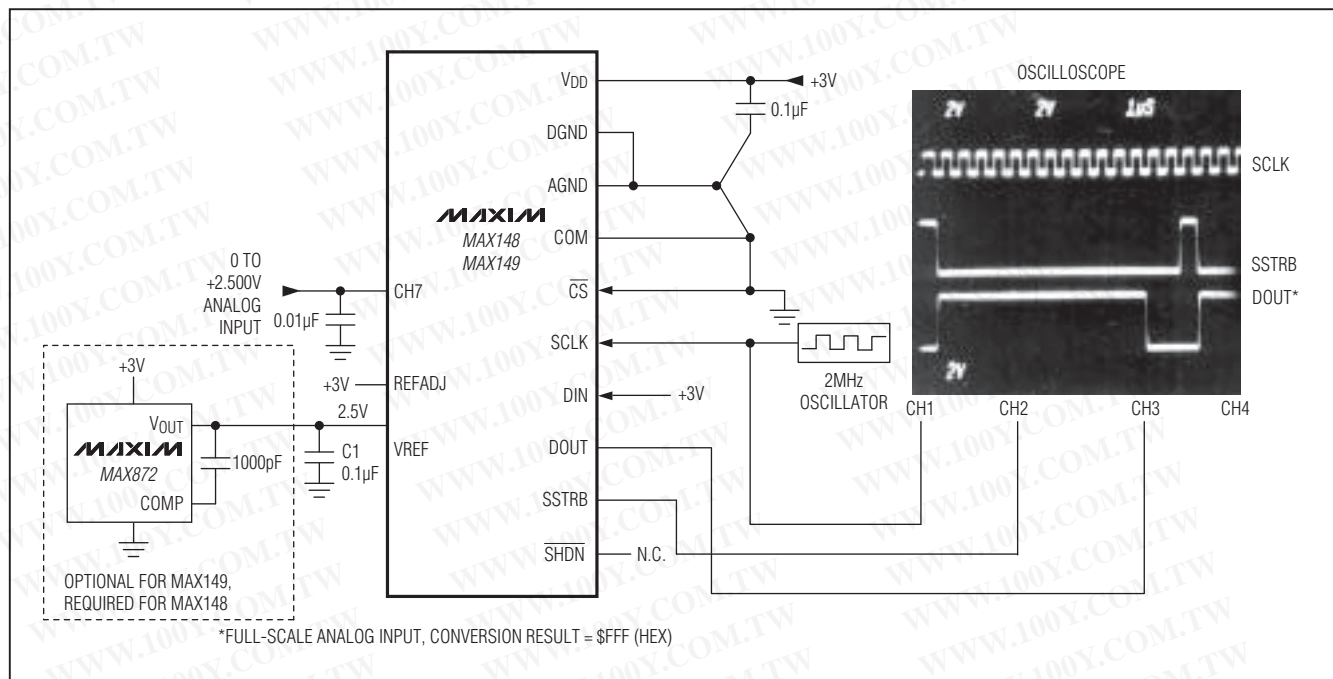 OSCILLOSCOPE
VDD
+3V
0.1µF
DGND
AGND
MAXIM
MAX148
MAX149
COM
CS
0 TO
+2.500V
ANALOG
INPUT
0.01µF
CH7
SCLK
2MHz
OSCILLATOR
+3V
REFADJ
DIN
+3V
+3V
VOUT
2.5V
VREF
MAXIM
MAX872
1000pF
C1
0.1µF
COMP
DOUT
SSTRB
SHDN
N.C.
OPTIONAL FOR MAX149,
REQUIRED FOR MAX148
2V
2V
1µS
SCLK
SSTRB
DOUT*
2V
CH1
CH2
CH3
CH4
*FULL-SCALE ANALOG INPUT, CONVERSION RESULT = $FFF (HEX)
WWW.100Y.COM.TW